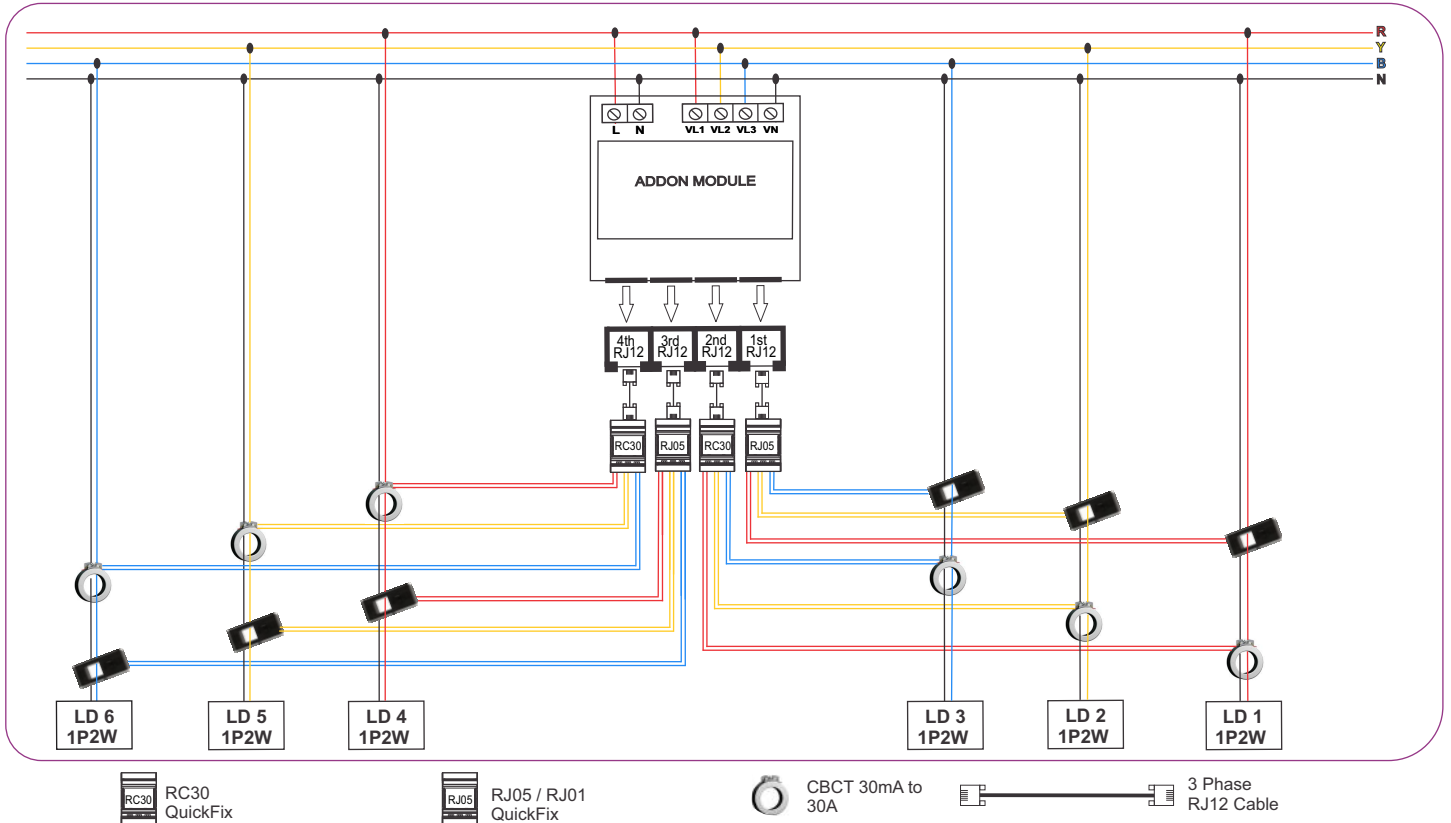 R
Y
B
N
L N VL1 VL2 VL3 VN
ADDON MODULE
4th
RJ12
3rd
RJ12
2nd
RJ12
1st
RJ12
RC30
RJ05
RC30
RJ05
LD 6
1P2W
LD 5
1P2W
LD 4
1P2W
LD 3
1P2W
LD 2
1P2W
LD 1
1P2W
RC30
RC30
QuickFix
RJ05
RJ05 / RJ01
QuickFix
CBCT 30mA to
30A
3 Phase
RJ12 Cable